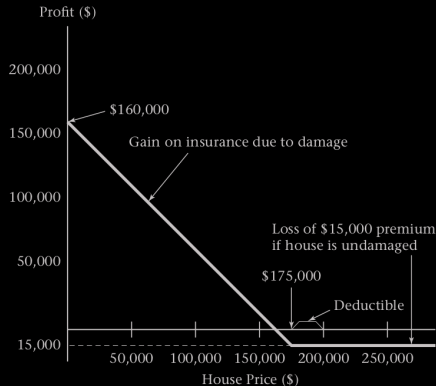 Profit ($)
200,000
$160,000
150,000
Gain on insurance due to damage
100,000
Loss of $15,000 premium
if house is undamaged
50,000
$175,000
Deductible
15,000
50,000 100,000 150,000 200,000 250,000
House Price ($)